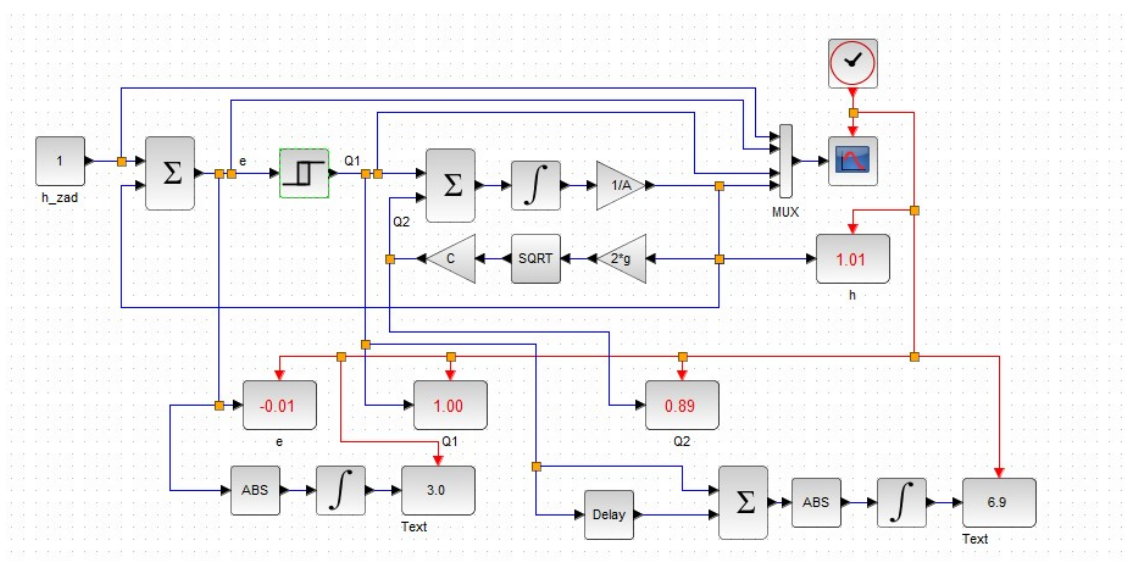 1
h_zad
Σ
e
Q1
Σ
Q2
∫
1/A
MUX
C
SQRT
2*g
1.01
h
-0.01
e
1.00
Q1
0.89
Q2
ABS
∫
3.0
Text
Delay
Σ
ABS
∫
6.9
Text